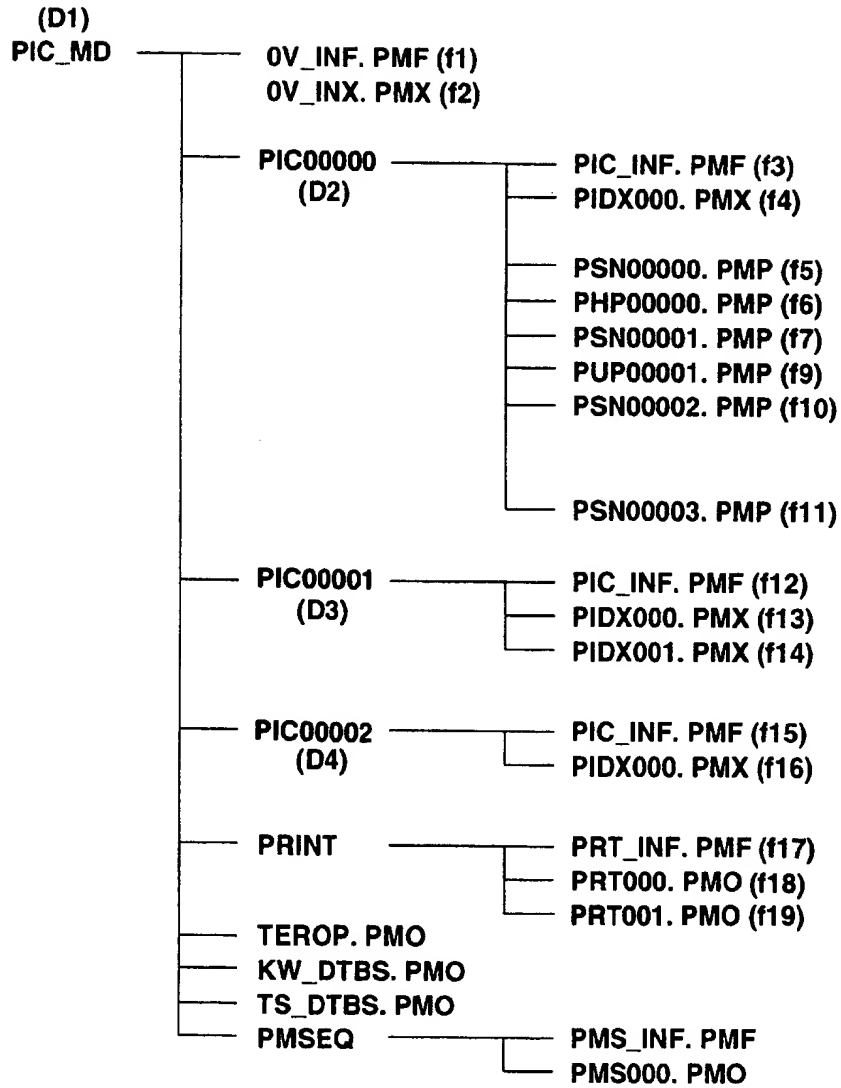 (D1)
PIC_MD
0V_INF. PMF (f1)
0V_INX. PMX (f2)
PIC00000
(D2)
PIC_INF. PMF (f3)
PIDX000. PMX (f4)
PSN00000. PMP (f5)
PHP00000. PMP (f6)
PSN00001. PMP (f7)
PUP00001. PMP (f9)
PSN00002. PMP (f10)
PSN00003. PMP (f11)
PIC00001
(D3)
PIC_INF. PMF (f12)
PIDX000. PMX (f13)
PIDX001. PMX (f14)
PIC00002
(D4)
PIC_INF. PMF (f15)
PIDX000. PMX (f16)
PRINT
PRT_INF. PMF (f17)
PRT000. PMO (f18)
PRT001. PMO (f19)
TEROP. PMO
KW_DTBS. PMO
TS_DTBS. PMO
PMSEQ
PMS_INF. PMF
PMS000. PMO